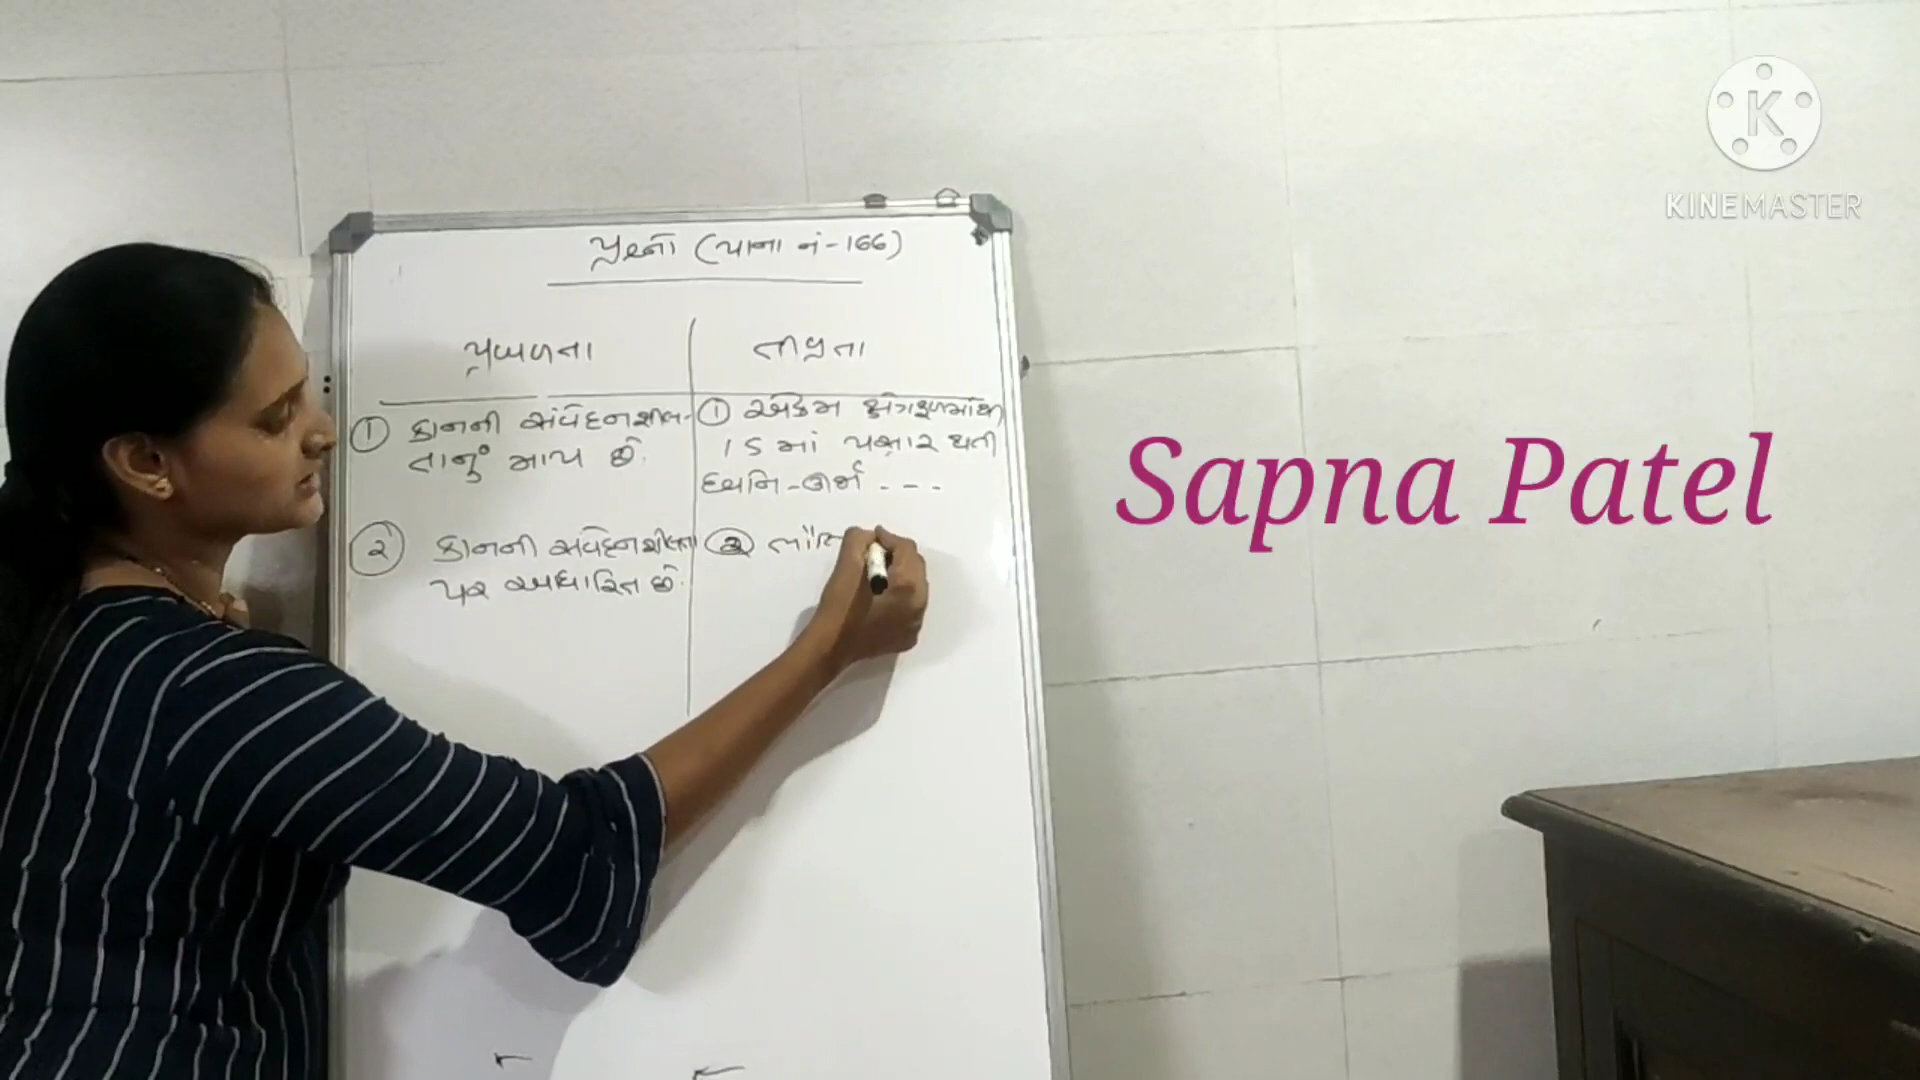 KINEMASTER
પ્રશ્નો (પાના નં-166)
પ્રબળતા
તીવ્રતા
① કાનની સંવેદનશીલ-
તાનું માપ છે.
① એકમ ક્ષેત્રફળમાંથી
1 s માં પસાર થતી
ધ્વનિ-ઊર્જા - - -
② કાનની સંવેદનશીલતા
પર આધારિત છે.
②
Sapna Patel